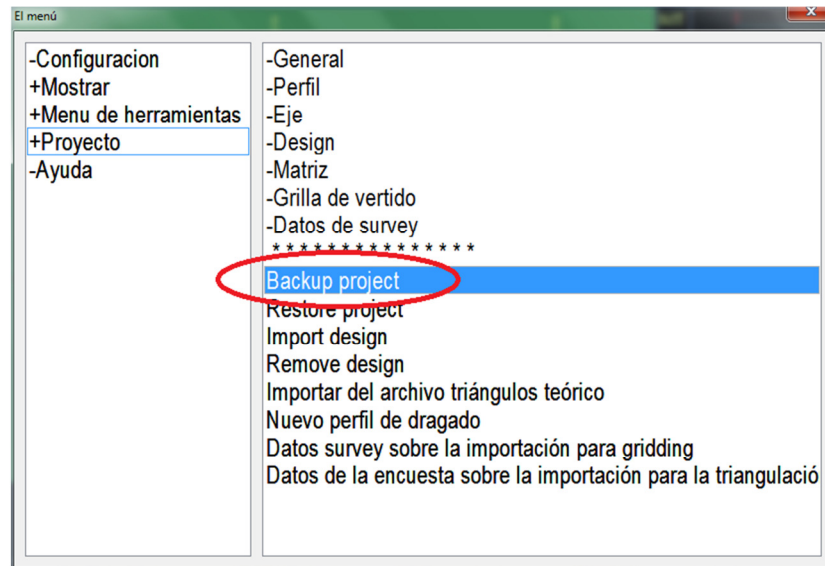 El menú
-Configuracion
+Mostrar
+Menu de herramientas
+Proyecto
-Ayuda
-General
-Perfil
-Eje
-Design
-Matriz
-Grilla de vertido
-Datos de survey
* * * * * * * * * * * * * * *
Backup project
Restore project
Import design
Remove design
Importar del archivo triángulos teórico
Nuevo perfil de dragado
Datos survey sobre la importación para gridding
Datos de la encuesta sobre la importación para la triangulació